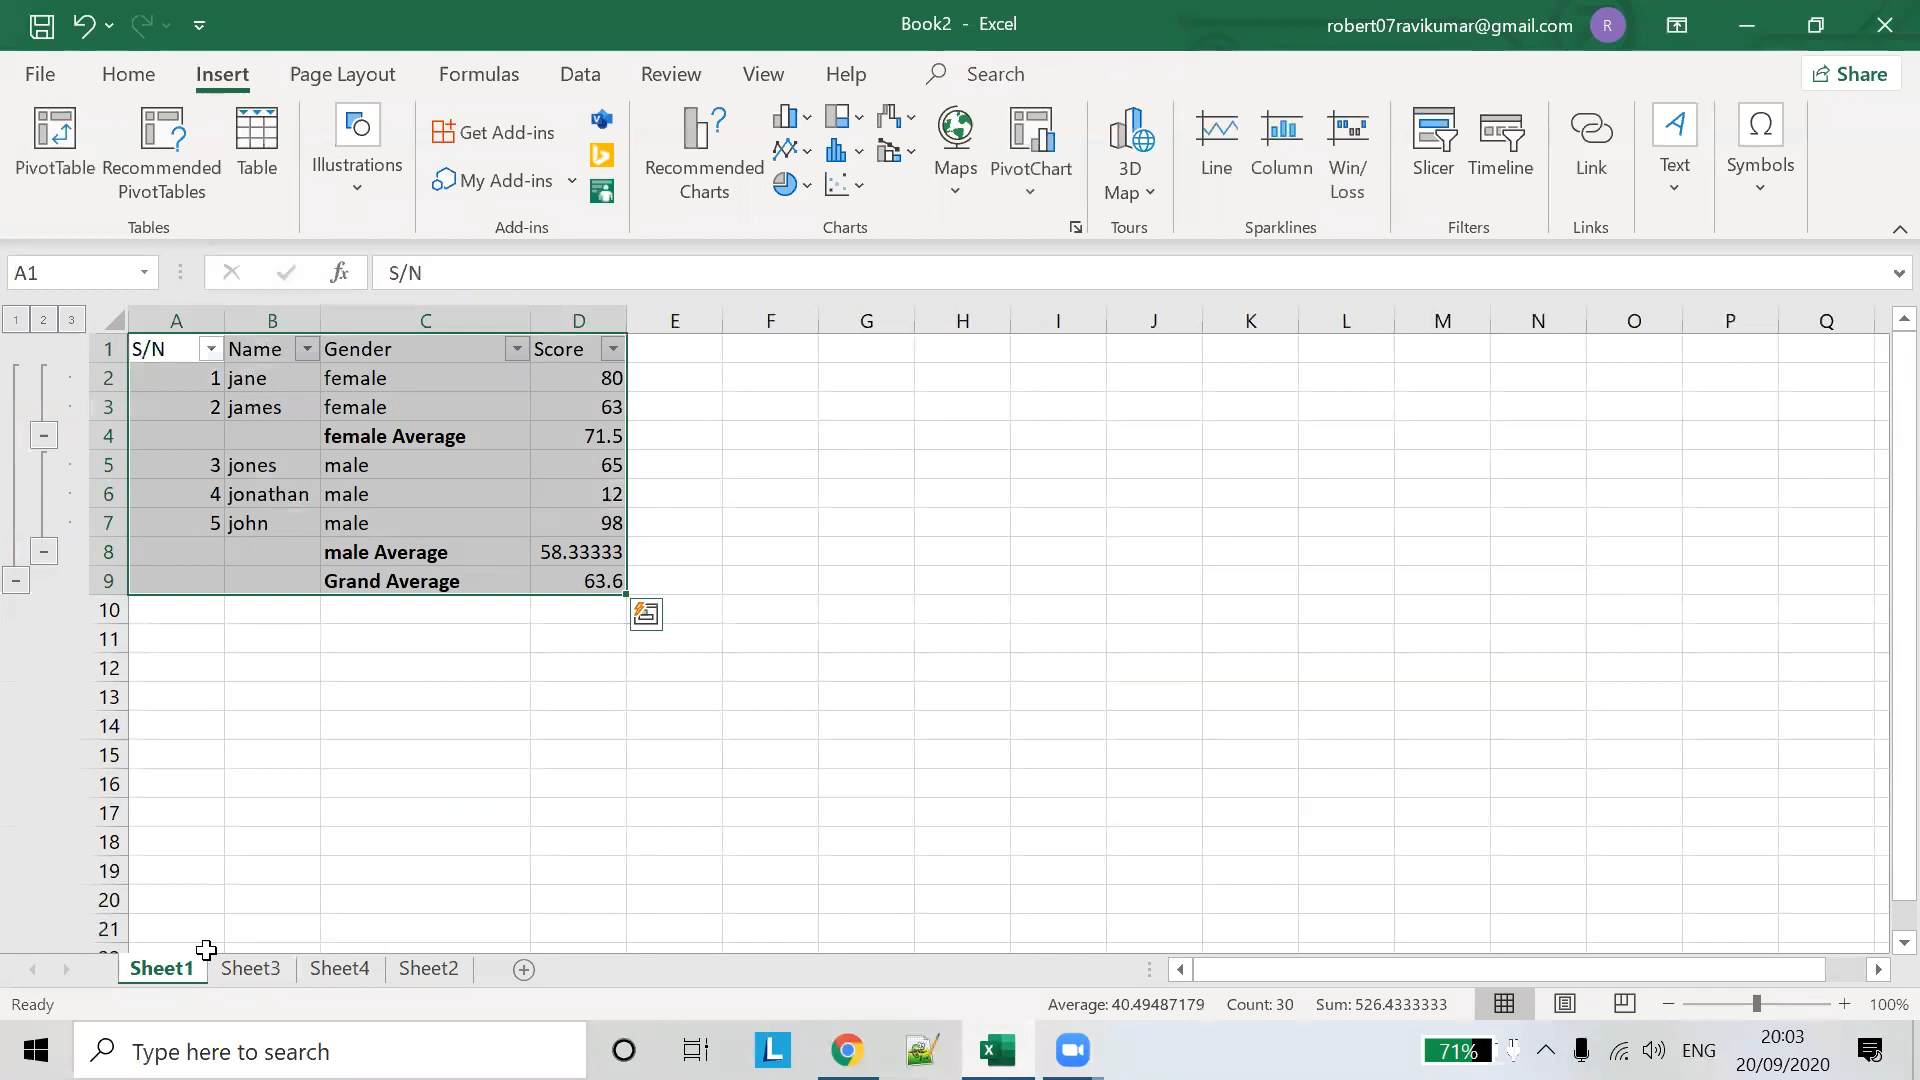 Book2 - Excel
robert07ravikumar@gmail.com R
File Home Insert Page Layout Formulas Data Review View Help Search Share
PivotTable Recommended PivotTables Table
Illustrations
Get Add-ins
My Add-ins
Recommended Charts
Maps PivotChart
3D Map
Line Column Win/ Loss
Slicer Timeline
Link
Text
Symbols
Tables Add-ins Charts Tours Sparklines Filters Links
A1 fx S/N
1 2 3
A B C D E F G H I J K L M N O P Q
1 S/N Name Gender Score
2 1 jane female 80
3 2 james female 63
4 female Average 71.5
5 3 jones male 65
6 4 jonathan male 12
7 5 john male 98
8 male Average 58.33333
9 Grand Average 63.6
10
11
12
13
14
15
16
17
18
19
20
21
Sheet1 Sheet3 Sheet4 Sheet2
Ready Average: 40.49487179 Count: 30 Sum: 526.4333333 100%
Type here to search
L
71%
ENG
20:03
20/09/2020